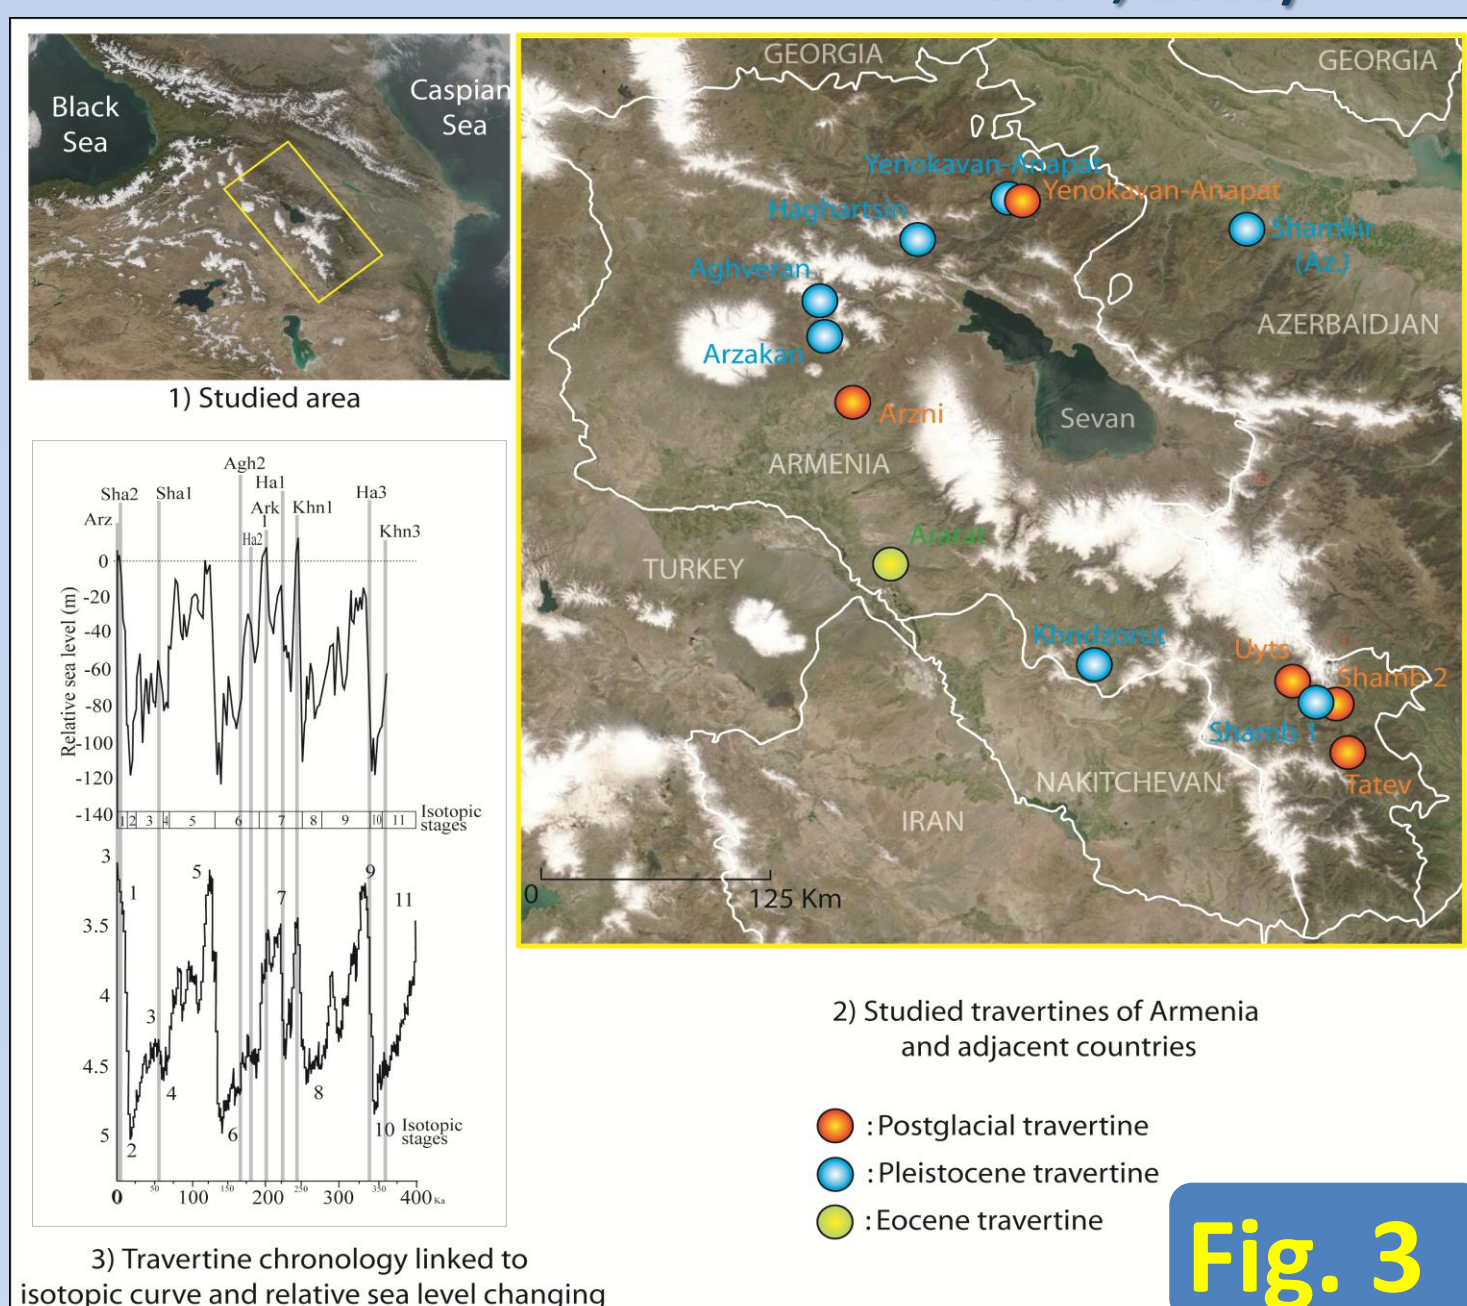 Black
Sea
Caspian
Sea
1) Studied area
GEORGIA
GEORGIA
Yenokavan-Anapat
Yenokavan-Anapat
Haghartsin
Shamkir
(Az.)
Aghveran
AZERBAIDJAN
Arzakan
Arzni
Sevan
ARMENIA
Ararat
TURKEY
Khndzorut
Uyts
Shamb 2
Shamb 1
NAKITCHEVAN
Tatev
IRAN
0
125 Km
Agh2
Ha1
Sha2
Sha1
Ha3
Ark
1
Khn1
Arz
Ha2
Khn3
Relative sea level (m)
0
-20
-40
-60
-80
-100
-120
-140
1 2 3 4 5 6 7 8 9 10 11
Isotopic
stages
3
3.5
4
4.5
5
1
2
3
4
5
6
7
8
9
10
11
Isotopic
stages
0 50 100 150 200 250 300 350 400 Ka
3) Travertine chronology linked to
isotopic curve and relative sea level changing
2) Studied travertines of Armenia
and adjacent countries
: Postglacial travertine
: Pleistocene travertine
: Eocene travertine
Fig. 3